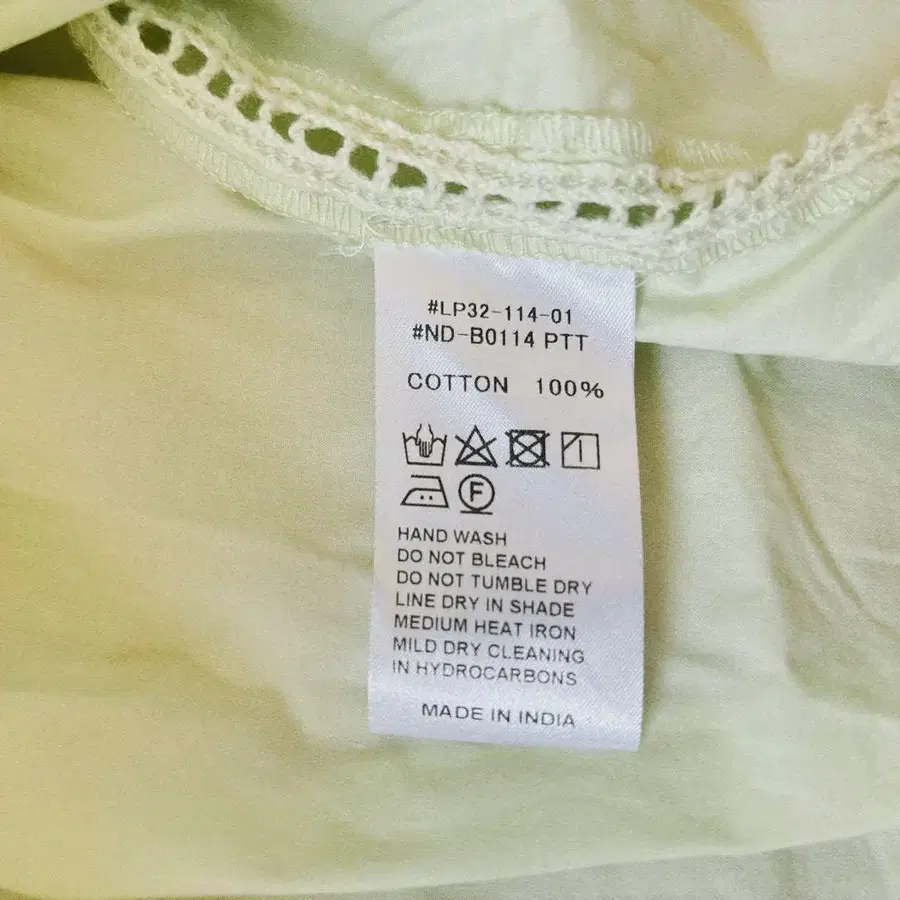 #LP32-114-01
#ND-B0114 PTT
COTTON 100%
F
HAND WASH
DO NOT BLEACH
DO NOT TUMBLE DRY
LINE DRY IN SHADE
MEDIUM HEAT IRON
MILD DRY CLEANING
IN HYDROCARBONS
MADE IN INDIA